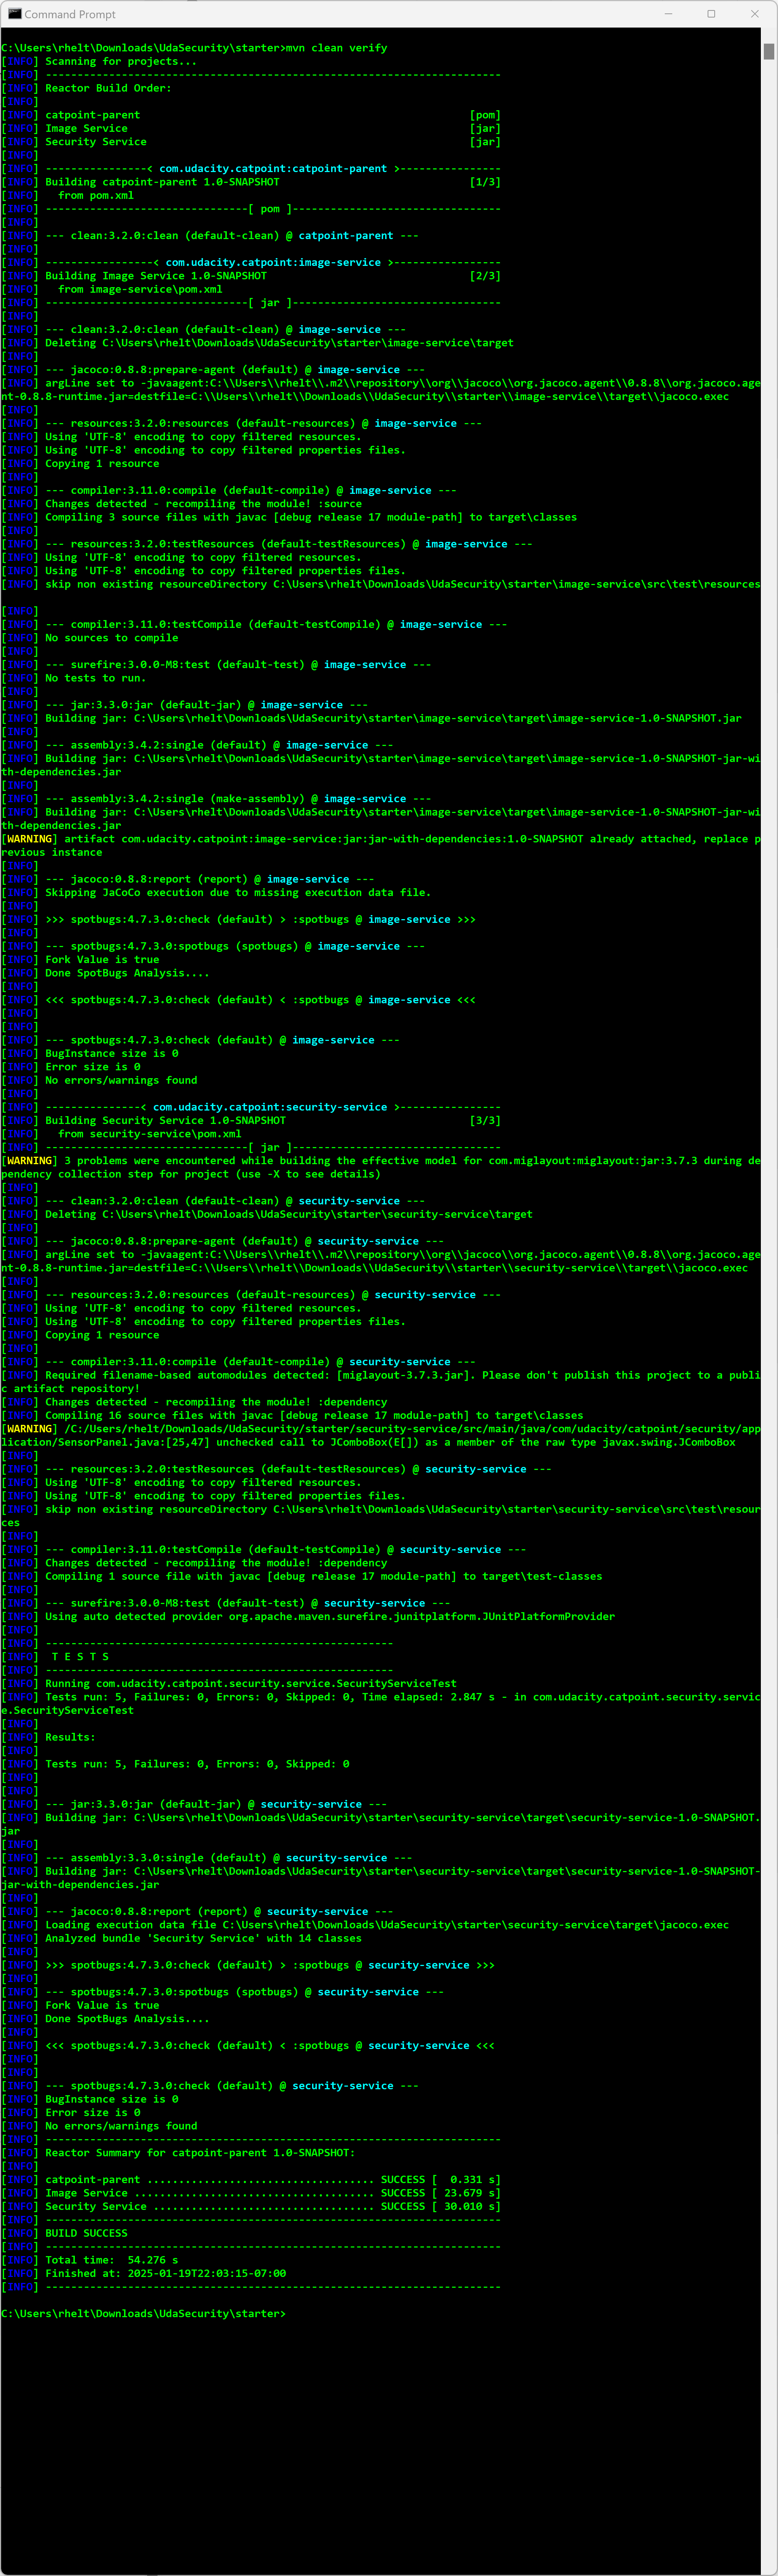 Command Prompt
C:\Users\rhelt\Downloads\UdaSecurity\starter>mvn clean verify
[INFO] Scanning for projects...
[INFO] ------------------------------------------------------------------------
[INFO] Reactor Build Order:
[INFO]
[INFO] catpoint-parent                                                    [pom]
[INFO] Image Service                                                      [jar]
[INFO] Security Service                                                   [jar]
[INFO]
[INFO] ----------------< com.udacity.catpoint:catpoint-parent >----------------
[INFO] Building catpoint-parent 1.0-SNAPSHOT                              [1/3]
[INFO]   from pom.xml
[INFO] --------------------------------[ pom ]---------------------------------
[INFO]
[INFO] --- clean:3.2.0:clean (default-clean) @ catpoint-parent ---
[INFO]
[INFO] -----------------< com.udacity.catpoint:image-service >-----------------
[INFO] Building Image Service 1.0-SNAPSHOT                                [2/3]
[INFO]   from image-service\pom.xml
[INFO] --------------------------------[ jar ]---------------------------------
[INFO]
[INFO] --- clean:3.2.0:clean (default-clean) @ image-service ---
[INFO] Deleting C:\Users\rhelt\Downloads\UdaSecurity\starter\image-service\target
[INFO]
[INFO] --- jacoco:0.8.8:prepare-agent (default) @ image-service ---
[INFO] argLine set to -javaagent:C:\\Users\\rhelt\\.m2\\repository\\org\\jacoco\\org.jacoco.agent\\0.8.8\\org.jacoco.age
nt-0.8.8-runtime.jar=destfile=C:\\Users\\rhelt\\Downloads\\UdaSecurity\\starter\\image-service\\target\\jacoco.exec
[INFO]
[INFO] --- resources:3.2.0:resources (default-resources) @ image-service ---
[INFO] Using 'UTF-8' encoding to copy filtered resources.
[INFO] Using 'UTF-8' encoding to copy filtered properties files.
[INFO] Copying 1 resource
[INFO]
[INFO] --- compiler:3.11.0:compile (default-compile) @ image-service ---
[INFO] Changes detected - recompiling the module! :source
[INFO] Compiling 3 source files with javac [debug release 17 module-path] to target\classes
[INFO]
[INFO] --- resources:3.2.0:testResources (default-testResources) @ image-service ---
[INFO] Using 'UTF-8' encoding to copy filtered resources.
[INFO] Using 'UTF-8' encoding to copy filtered properties files.
[INFO] skip non existing resourceDirectory C:\Users\rhelt\Downloads\UdaSecurity\starter\image-service\src\test\resources
[INFO]
[INFO] --- compiler:3.11.0:testCompile (default-testCompile) @ image-service ---
[INFO] No sources to compile
[INFO]
[INFO] --- surefire:3.0.0-M8:test (default-test) @ image-service ---
[INFO] No tests to run.
[INFO]
[INFO] --- jar:3.3.0:jar (default-jar) @ image-service ---
[INFO] Building jar: C:\Users\rhelt\Downloads\UdaSecurity\starter\image-service\target\image-service-1.0-SNAPSHOT.jar
[INFO]
[INFO] --- assembly:3.4.2:single (default) @ image-service ---
[INFO] Building jar: C:\Users\rhelt\Downloads\UdaSecurity\starter\image-service\target\image-service-1.0-SNAPSHOT-jar-wi
th-dependencies.jar
[INFO]
[INFO] --- assembly:3.4.2:single (make-assembly) @ image-service ---
[INFO] Building jar: C:\Users\rhelt\Downloads\UdaSecurity\starter\image-service\target\image-service-1.0-SNAPSHOT-jar-wi
th-dependencies.jar
[WARNING] artifact com.udacity.catpoint:image-service:jar:jar-with-dependencies:1.0-SNAPSHOT already attached, replace p
revious instance
[INFO]
[INFO] --- jacoco:0.8.8:report (report) @ image-service ---
[INFO] Skipping JaCoCo execution due to missing execution data file.
[INFO]
[INFO] >>> spotbugs:4.7.3.0:check (default) > :spotbugs @ image-service >>>
[INFO]
[INFO] --- spotbugs:4.7.3.0:spotbugs (spotbugs) @ image-service ---
[INFO] Fork Value is true
[INFO] Done SpotBugs Analysis....
[INFO]
[INFO] <<< spotbugs:4.7.3.0:check (default) < :spotbugs @ image-service <<<
[INFO]
[INFO]
[INFO] --- spotbugs:4.7.3.0:check (default) @ image-service ---
[INFO] BugInstance size is 0
[INFO] Error size is 0
[INFO] No errors/warnings found
[INFO]
[INFO] ---------------< com.udacity.catpoint:security-service >----------------
[INFO] Building Security Service 1.0-SNAPSHOT                             [3/3]
[INFO]   from security-service\pom.xml
[INFO] --------------------------------[ jar ]---------------------------------
[WARNING] 3 problems were encountered while building the effective model for com.miglayout:miglayout:jar:3.7.3 during de
pendency collection step for project (use -X to see details)
[INFO]
[INFO] --- clean:3.2.0:clean (default-clean) @ security-service ---
[INFO] Deleting C:\Users\rhelt\Downloads\UdaSecurity\starter\security-service\target
[INFO]
[INFO] --- jacoco:0.8.8:prepare-agent (default) @ security-service ---
[INFO] argLine set to -javaagent:C:\\Users\\rhelt\\.m2\\repository\\org\\jacoco\\org.jacoco.agent\\0.8.8\\org.jacoco.age
nt-0.8.8-runtime.jar=destfile=C:\\Users\\rhelt\\Downloads\\UdaSecurity\\starter\\security-service\\target\\jacoco.exec
[INFO]
[INFO] --- resources:3.2.0:resources (default-resources) @ security-service ---
[INFO] Using 'UTF-8' encoding to copy filtered resources.
[INFO] Using 'UTF-8' encoding to copy filtered properties files.
[INFO] Copying 1 resource
[INFO]
[INFO] --- compiler:3.11.0:compile (default-compile) @ security-service ---
[INFO] Required filename-based automodules detected: [miglayout-3.7.3.jar]. Please don't publish this project to a publi
c artifact repository!
[INFO] Changes detected - recompiling the module! :dependency
[INFO] Compiling 16 source files with javac [debug release 17 module-path] to target\classes
[WARNING] /C:/Users/rhelt/Downloads/UdaSecurity/starter/security-service/src/main/java/com/udacity/catpoint/security/app
lication/SensorPanel.java:[25,47] unchecked call to JComboBox(E[]) as a member of the raw type javax.swing.JComboBox
[INFO]
[INFO] --- resources:3.2.0:testResources (default-testResources) @ security-service ---
[INFO] Using 'UTF-8' encoding to copy filtered resources.
[INFO] Using 'UTF-8' encoding to copy filtered properties files.
[INFO] skip non existing resourceDirectory C:\Users\rhelt\Downloads\UdaSecurity\starter\security-service\src\test\resour
ces
[INFO]
[INFO] --- compiler:3.11.0:testCompile (default-testCompile) @ security-service ---
[INFO] Changes detected - recompiling the module! :dependency
[INFO] Compiling 1 source file with javac [debug release 17 module-path] to target\test-classes
[INFO]
[INFO] --- surefire:3.0.0-M8:test (default-test) @ security-service ---
[INFO] Using auto detected provider org.apache.maven.surefire.junitplatform.JUnitPlatformProvider
[INFO]
[INFO] -------------------------------------------------------
[INFO]  T E S T S
[INFO] -------------------------------------------------------
[INFO] Running com.udacity.catpoint.security.service.SecurityServiceTest
[INFO] Tests run: 5, Failures: 0, Errors: 0, Skipped: 0, Time elapsed: 2.847 s - in com.udacity.catpoint.security.servic
e.SecurityServiceTest
[INFO]
[INFO] Results:
[INFO]
[INFO] Tests run: 5, Failures: 0, Errors: 0, Skipped: 0
[INFO]
[INFO]
[INFO] --- jar:3.3.0:jar (default-jar) @ security-service ---
[INFO] Building jar: C:\Users\rhelt\Downloads\UdaSecurity\starter\security-service\target\security-service-1.0-SNAPSHOT.
jar
[INFO]
[INFO] --- assembly:3.3.0:single (default) @ security-service ---
[INFO] Building jar: C:\Users\rhelt\Downloads\UdaSecurity\starter\security-service\target\security-service-1.0-SNAPSHOT-
jar-with-dependencies.jar
[INFO]
[INFO] --- jacoco:0.8.8:report (report) @ security-service ---
[INFO] Loading execution data file C:\Users\rhelt\Downloads\UdaSecurity\starter\security-service\target\jacoco.exec
[INFO] Analyzed bundle 'Security Service' with 14 classes
[INFO]
[INFO] >>> spotbugs:4.7.3.0:check (default) > :spotbugs @ security-service >>>
[INFO]
[INFO] --- spotbugs:4.7.3.0:spotbugs (spotbugs) @ security-service ---
[INFO] Fork Value is true
[INFO] Done SpotBugs Analysis....
[INFO]
[INFO] <<< spotbugs:4.7.3.0:check (default) < :spotbugs @ security-service <<<
[INFO]
[INFO]
[INFO] --- spotbugs:4.7.3.0:check (default) @ security-service ---
[INFO] BugInstance size is 0
[INFO] Error size is 0
[INFO] No errors/warnings found
[INFO] ------------------------------------------------------------------------
[INFO] Reactor Summary for catpoint-parent 1.0-SNAPSHOT:
[INFO]
[INFO] catpoint-parent .................................... SUCCESS [  0.331 s]
[INFO] Image Service ...................................... SUCCESS [ 23.679 s]
[INFO] Security Service ................................... SUCCESS [ 30.010 s]
[INFO] ------------------------------------------------------------------------
[INFO] BUILD SUCCESS
[INFO] ------------------------------------------------------------------------
[INFO] Total time:  54.276 s
[INFO] Finished at: 2025-01-19T22:03:15-07:00
[INFO] ------------------------------------------------------------------------
C:\Users\rhelt\Downloads\UdaSecurity\starter>